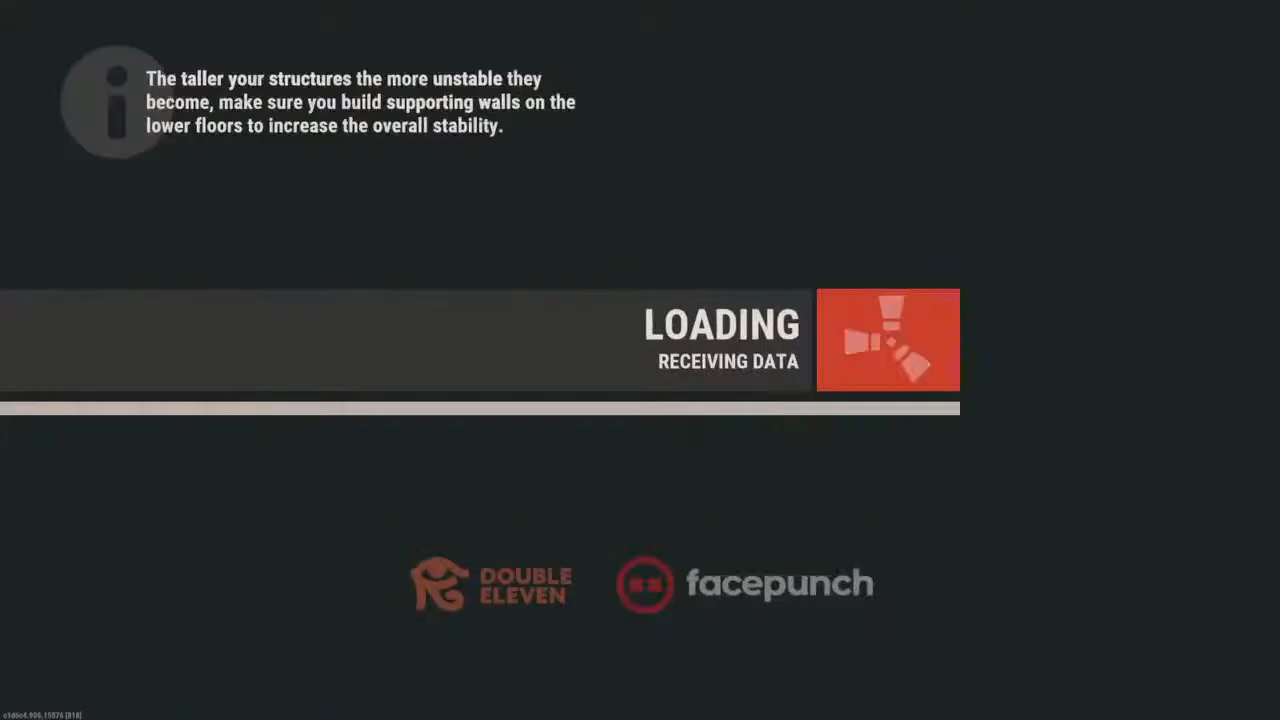 The taller your structures the more unstable they
become, make sure you build supporting walls on the
lower floors to increase the overall stability.
LOADING
RECEIVING DATA
DOUBLE
ELEVEN
facepunch